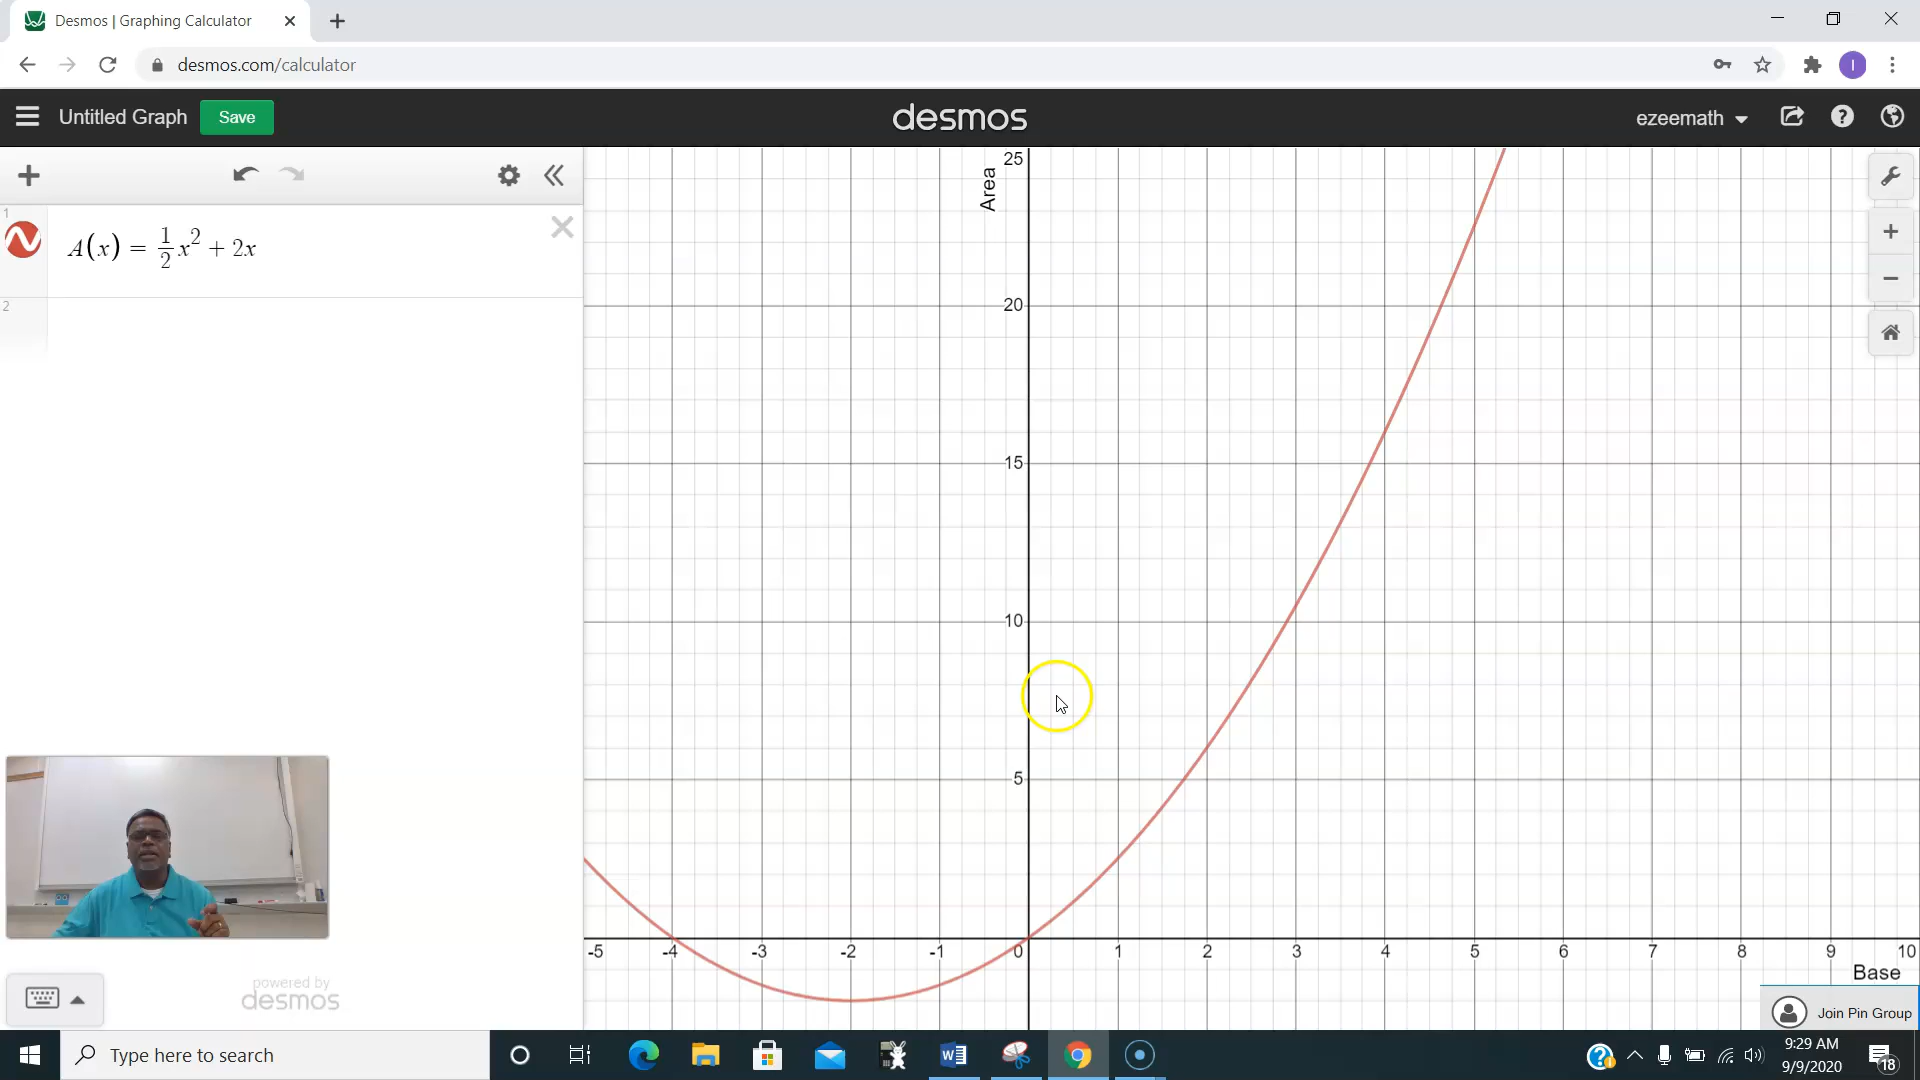 Desmos | Graphing Calculator
desmos.com/calculator
I
Untitled Graph
Save
desmos
ezeemath
1
A(x) = 1/2 x² + 2x
2
Area
25
20
15
10
5
-5 -4 -3 -2 -1 0 1 2 3 4 5 6 7 8 9 10
Base
powered by
desmos
Join Pin Group
Type here to search
9:29 AM
9/9/2020
18